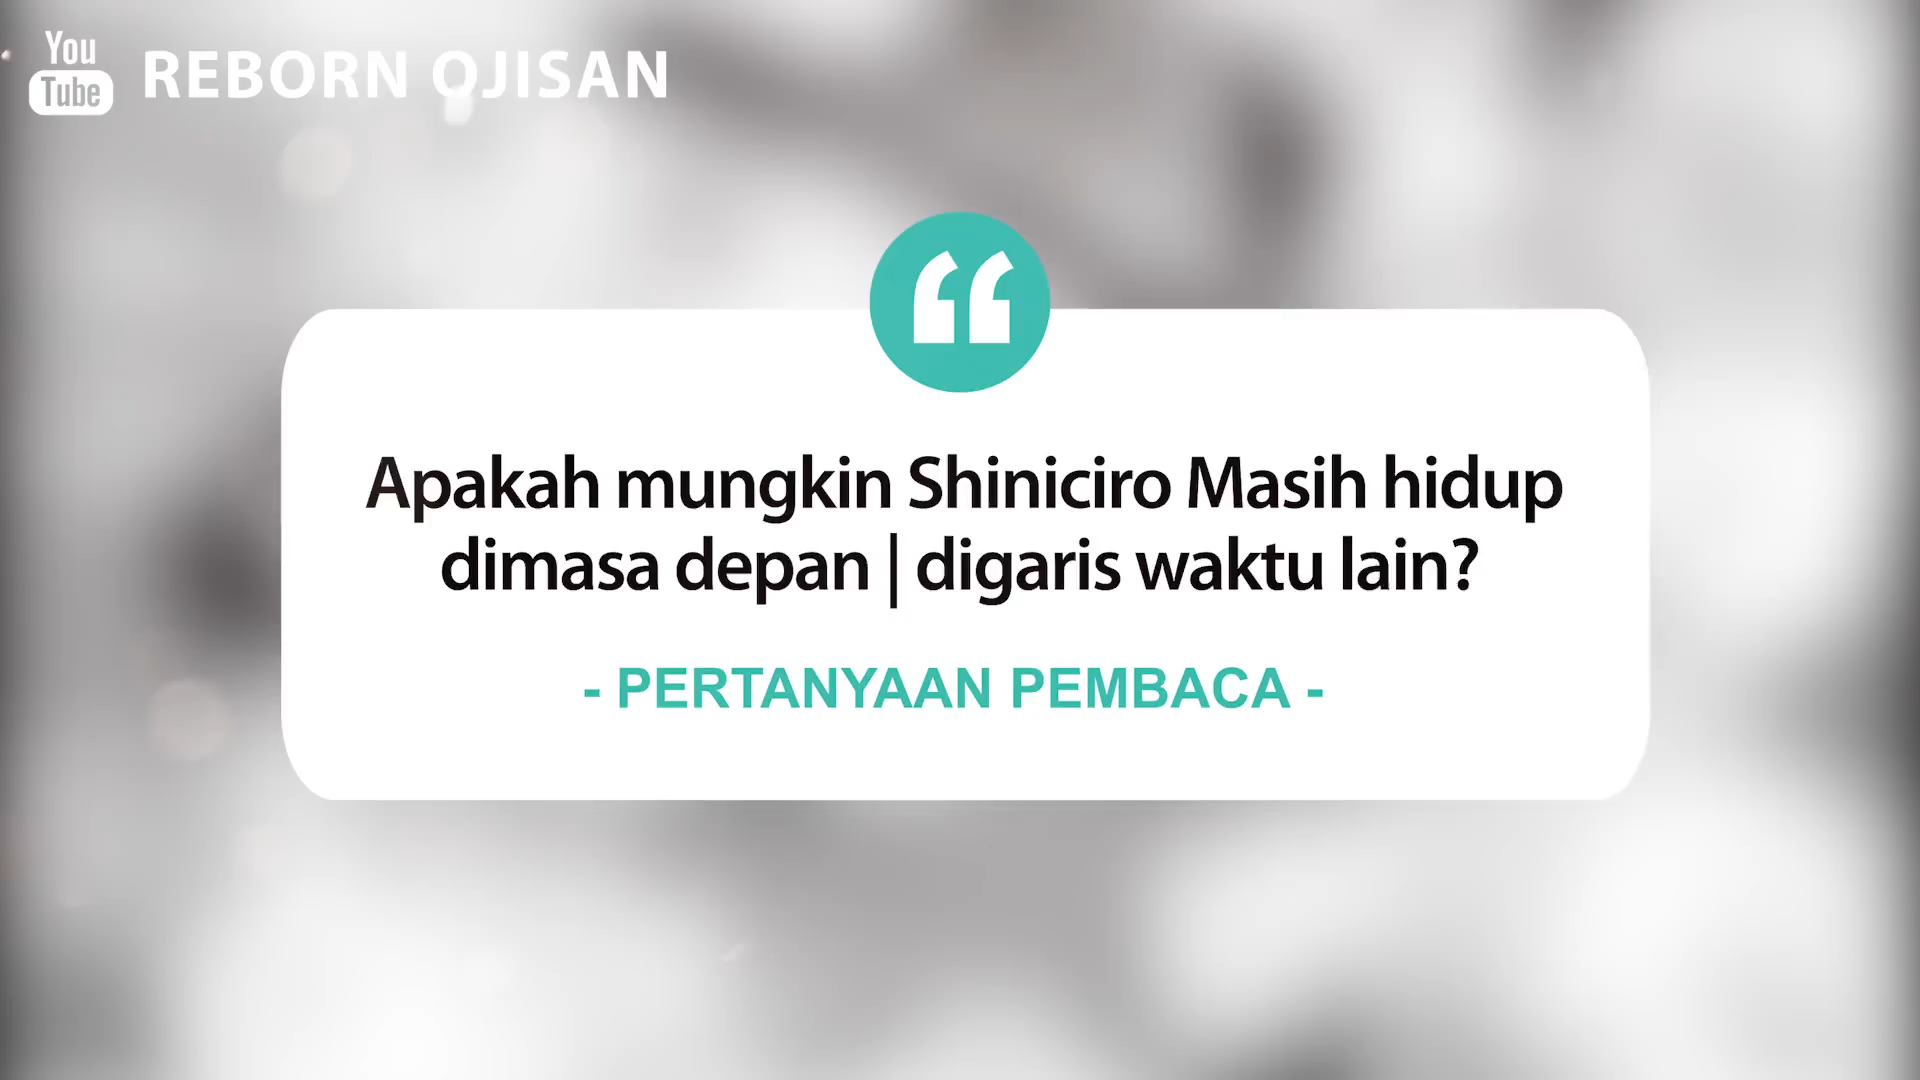 You
Tube
REBORN OJISAN
Apakah mungkin Shiniciro Masih hidup
dimasa depan | digaris waktu lain?
- PERTANYAAN PEMBACA -